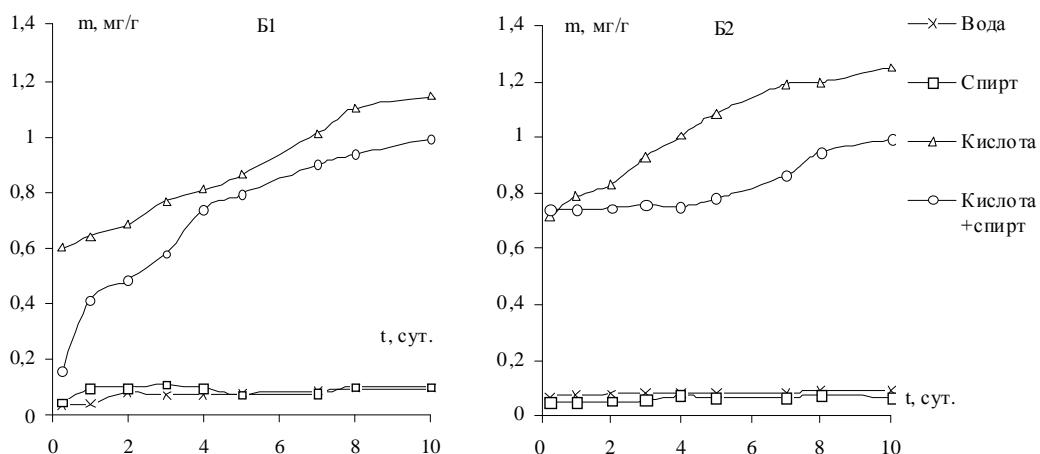 m, мг/г
Б1
1,4
1,2
1
0,8
0,6
0,4
0,2
0
t, сут.
0 2 4 6 8 10
m, мг/г
Б2
1,4
1,2
1
0,8
0,6
0,4
0,2
0
t, сут.
0 2 4 6 8 10
Вода
Спирт
Кислота
Кислота
+спирт